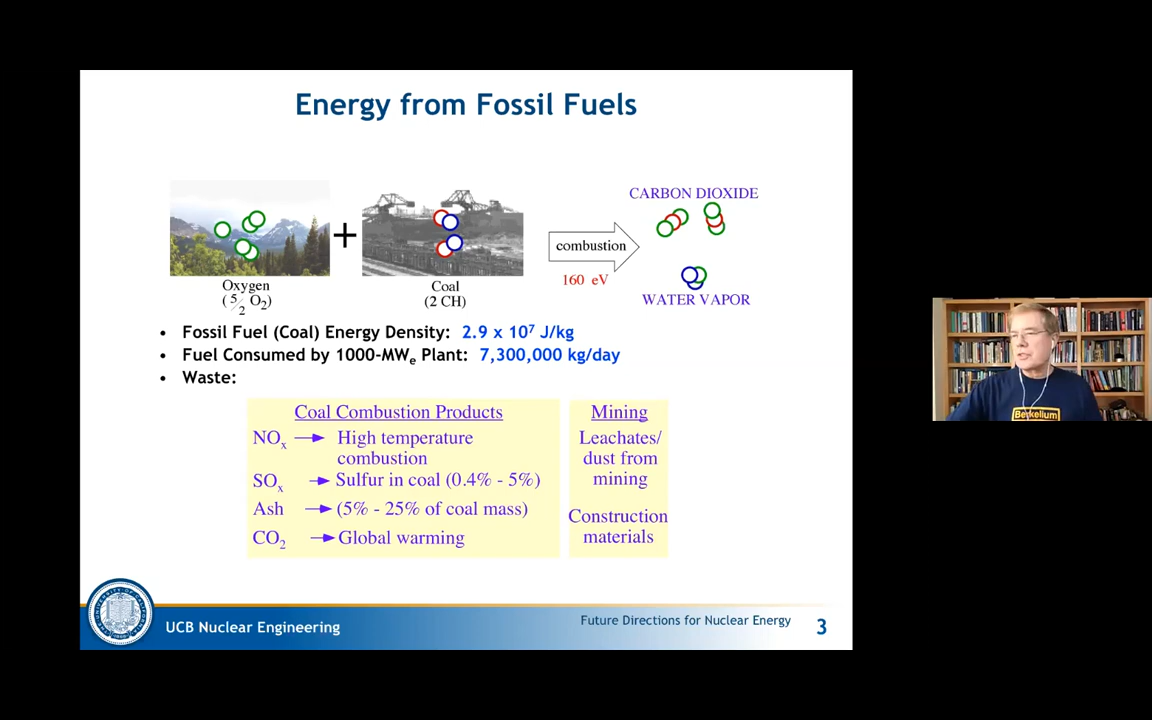 Energy from Fossil Fuels
+
CARBON DIOXIDE
combustion
160 eV
WATER VAPOR
Oxygen
(5/2 O2)
Coal
(2 CH)
• Fossil Fuel (Coal) Energy Density: 2.9 x 10⁷ J/kg
• Fuel Consumed by 1000-MWe Plant: 7,300,000 kg/day
• Waste:
Coal Combustion Products
NOx → High temperature
combustion
SOx → Sulfur in coal (0.4% - 5%)
Ash → (5% - 25% of coal mass)
CO2 → Global warming
Mining
Leachates/
dust from
mining
Construction
materials
UCB Nuclear Engineering
Future Directions for Nuclear Energy
3
Berkelium